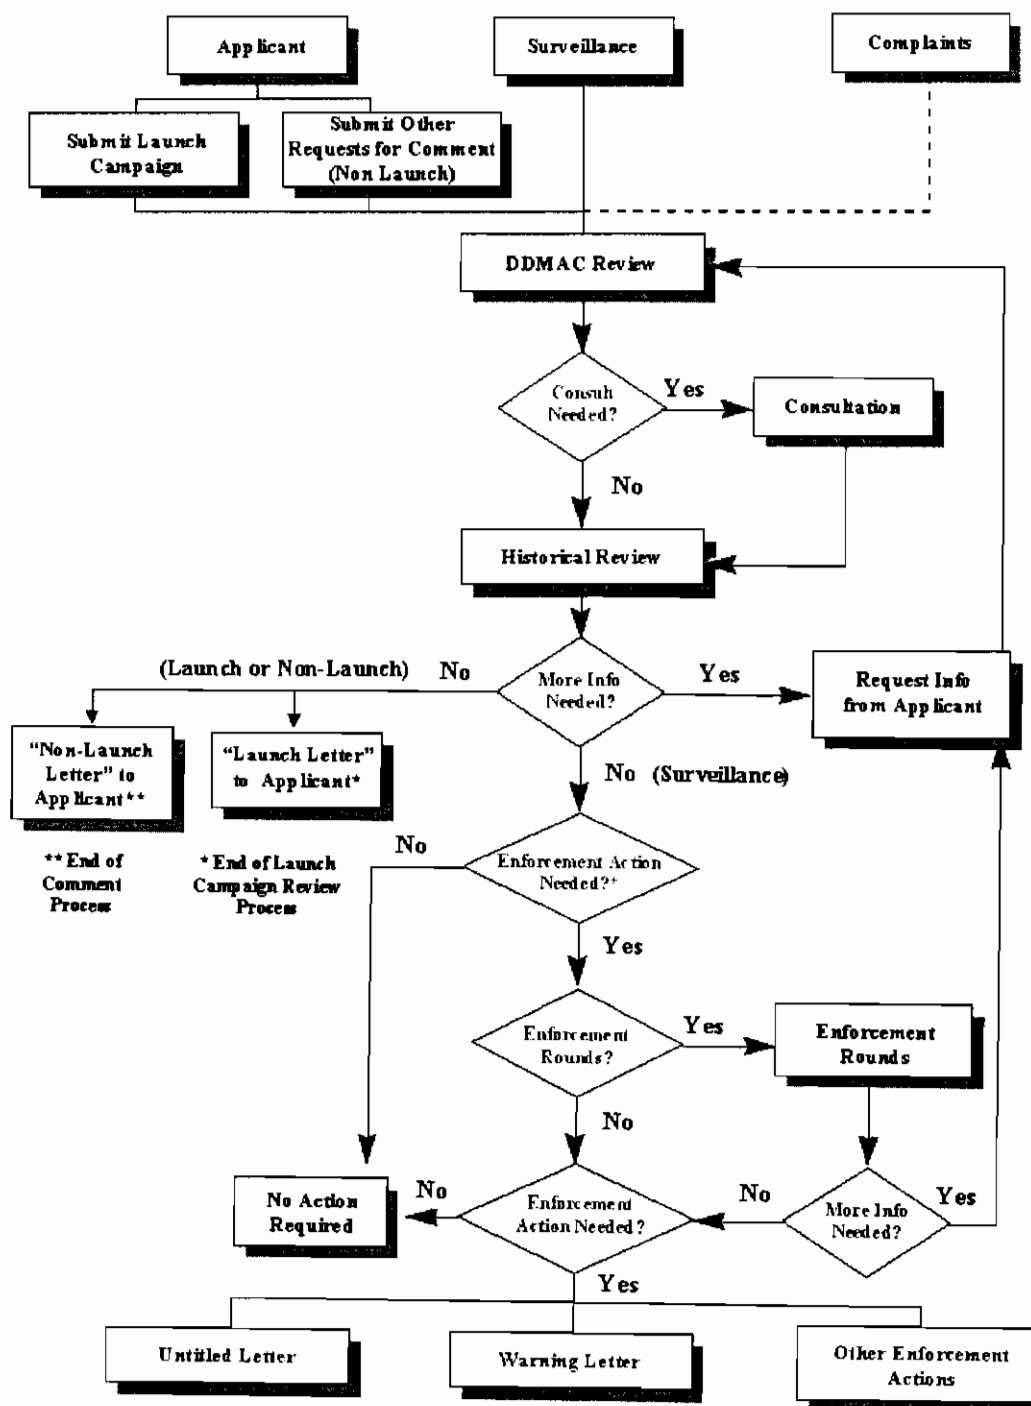 Applicant
Surveillance
Complaints
Submit Launch
Campaign
Submit Other
Requests for Comment
(Non Launch)
DDMAC Review
Consult
Needed?
Yes
Consultation
No
Historical Review
(Launch or Non-Launch)
No
More Info
Needed?
Yes
Request Info
from Applicant
"Non-Launch
Letter" to
Applicant**
"Launch Letter"
to Applicant*
No (Surveillance)
** End of
Comment
Process
* End of Launch
Campaign Review
Process
No
Enforcement Action
Needed?+
Yes
Enforcement
Rounds?
Yes
Enforcement
Rounds
No
No Action
Required
No
Enforcement
Action Needed?
No
More Info
Needed?
Yes
Yes
Untitled Letter
Warning Letter
Other Enforcement
Actions